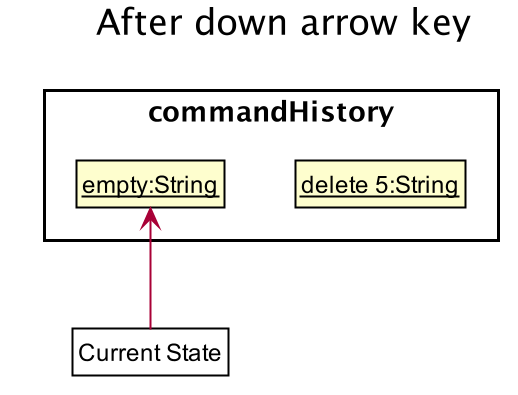 After down arrow key
commandHistory
empty:String
delete 5:String
Current State